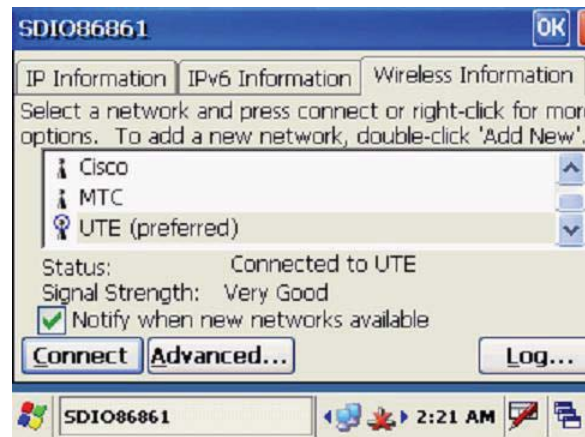 SDIO86861 OK
IP Information IPv6 Information Wireless Information
Select a network and press connect or right-click for mor
options. To add a new network, double-click 'Add New'.
Cisco
MTC
UTE (preferred)
Status: Connected to UTE
Signal Strength: Very Good
Notify when new networks available
Connect Advanced... Log...
SDIO86861 2:21 AM